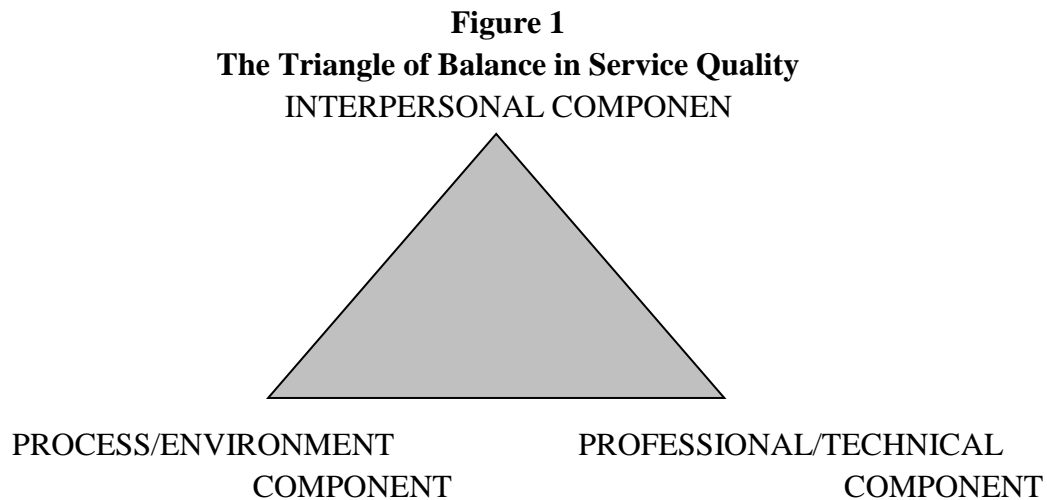 Figure 1
The Triangle of Balance in Service Quality
INTERPERSONAL COMPONEN
PROCESS/ENVIRONMENT PROFESSIONAL/TECHNICAL
COMPONENT COMPONENT